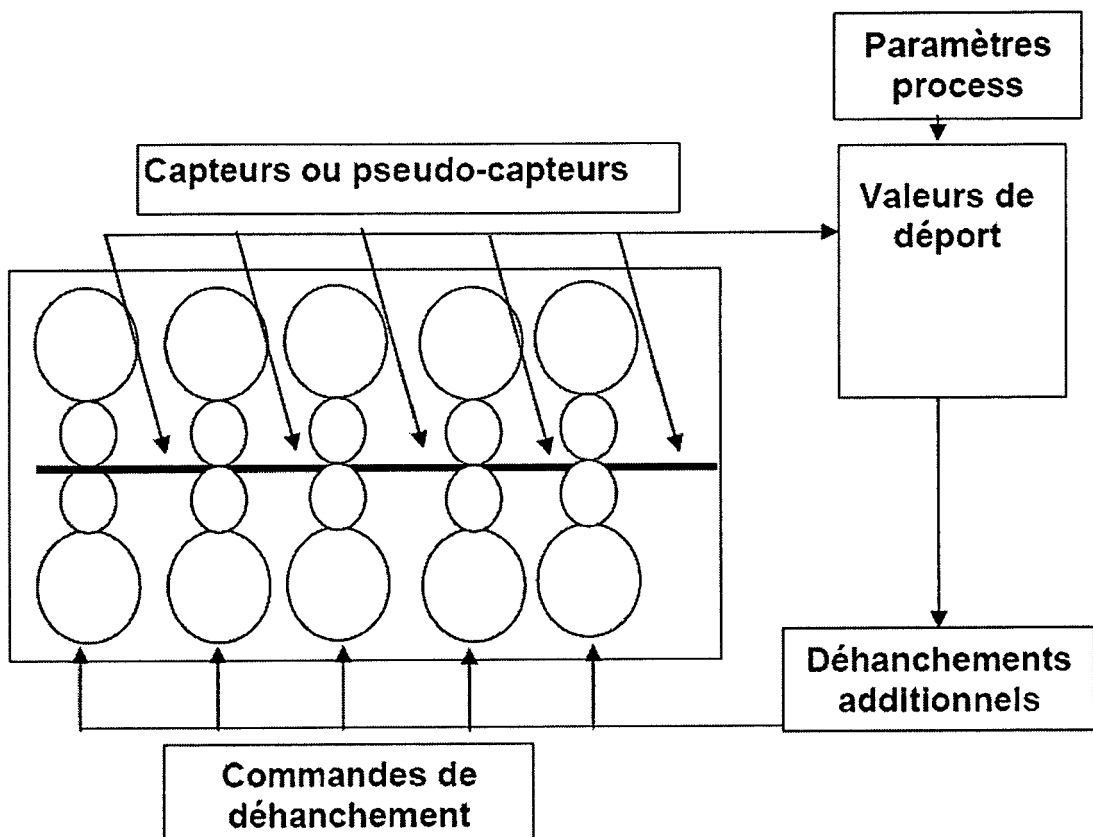 Paramètres
process
Capteurs ou pseudo-capteurs
Valeurs de
déport
Déhanchements
additionnels
Commandes de
déhanchement